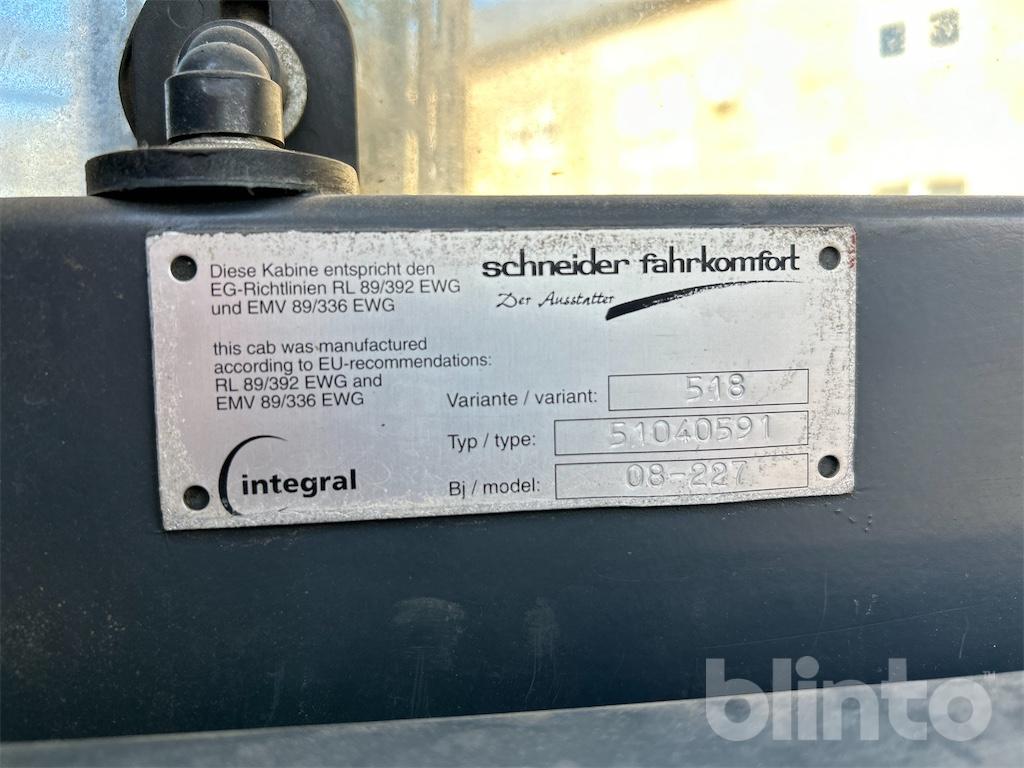 Diese Kabine entspricht den
EG-Richtlinien RL 89/392 EWG
und EMV 89/336 EWG
this cab was manufactured
according to EU-recommendations:
RL 89/392 EWG and
EMV 89/336 EWG
integral
schneider fahrkomfort
Der Ausstatter
Variante / variant: 518
Typ / type: 51040591
Bj / model: 08-227
blinto™